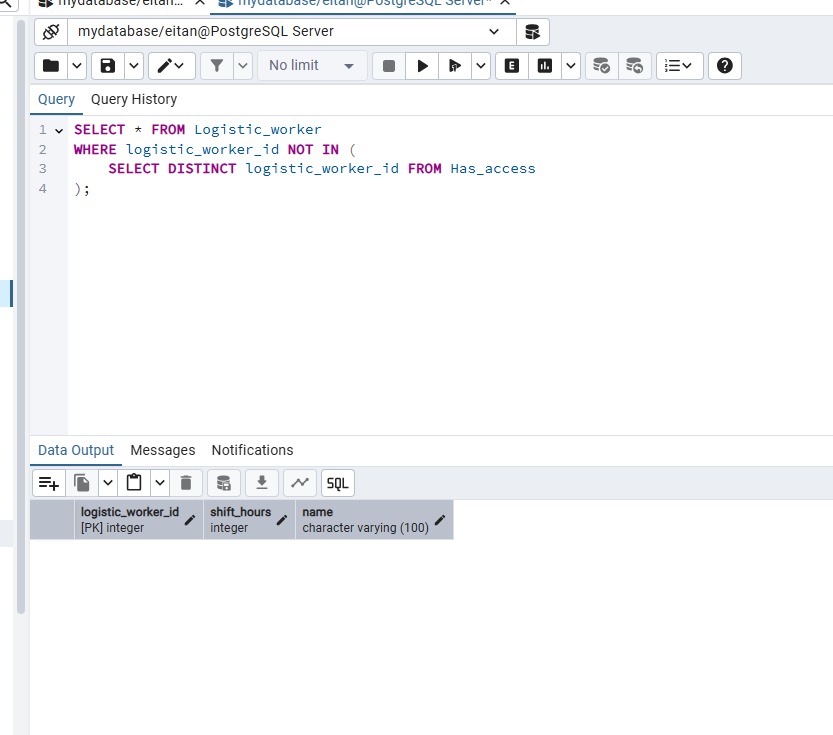 mydatabase/eitan... mydatabase/eitan@PostgreSQL Server*
mydatabase/eitan@PostgreSQL Server
No limit
E
Query Query History
1 SELECT * FROM Logistic_worker
2 WHERE logistic_worker_id NOT IN (
3 SELECT DISTINCT logistic_worker_id FROM Has_access
4 );
Data Output Messages Notifications
SQL
logistic_worker_id shift_hours name
[PK] integer integer character varying (100)